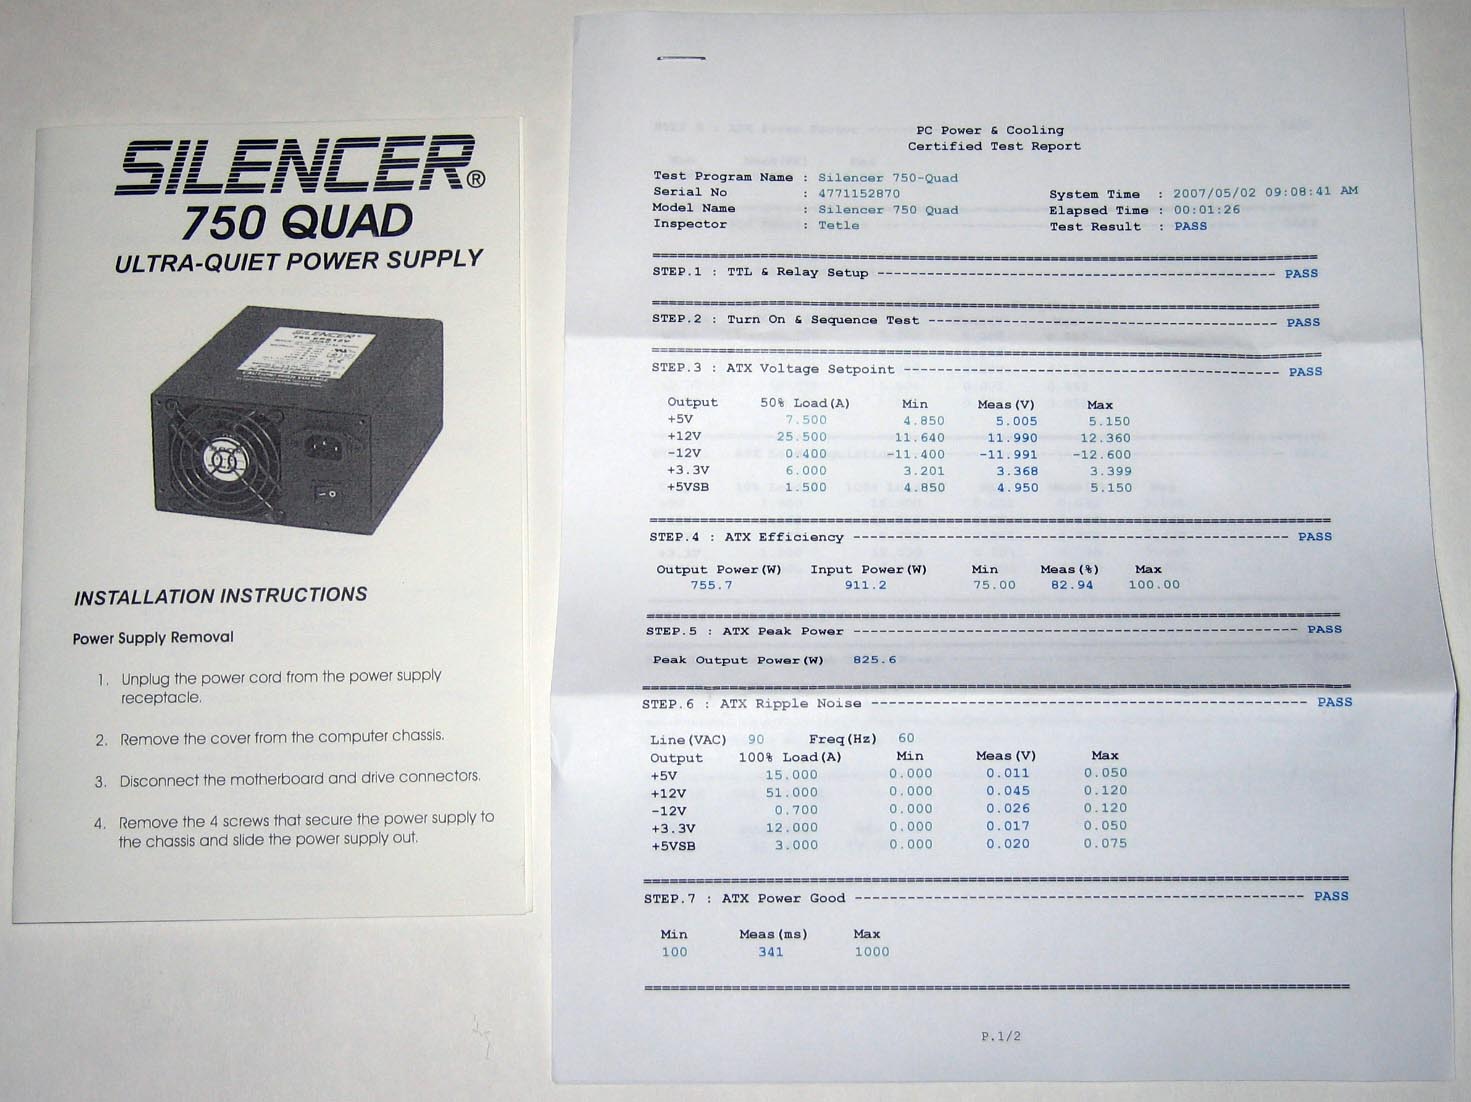 SILENCER®
750 QUAD
ULTRA-QUIET POWER SUPPLY
SILENCER
INSTALLATION INSTRUCTIONS
Power Supply Removal
1. Unplug the power cord from the power supply
receptacle.
2. Remove the cover from the computer chassis.
3. Disconnect the motherboard and drive connectors.
4. Remove the 4 screws that secure the power supply to
the chassis and slide the power supply out.
PC Power & Cooling
Certified Test Report
Test Program Name : Silencer 750-Quad
Serial No : 4771152870 System Time : 2007/05/02 09:08:41 AM
Model Name : Silencer 750 Quad Elapsed Time : 00:01:26
Inspector : Tetle Test Result : PASS
STEP.1 : TTL & Relay Setup ---------------------------------------------- PASS
STEP.2 : Turn On & Sequence Test ---------------------------------------- PASS
STEP.3 : ATX Voltage Setpoint ------------------------------------------- PASS
Output 50% Load(A) Min Meas(V) Max
+5V 7.500 4.850 5.005 5.150
+12V 25.500 11.640 11.990 12.360
-12V 0.400 -11.400 -11.991 -12.600
+3.3V 6.000 3.201 3.368 3.399
+5VSB 1.500 4.850 4.950 5.150
STEP.4 : ATX Efficiency ------------------------------------------------- PASS
Output Power(W) Input Power(W) Min Meas(%) Max
755.7 911.2 75.00 82.94 100.00
STEP.5 : ATX Peak Power ------------------------------------------------- PASS
Peak Output Power(W) 825.6
STEP.6 : ATX Ripple Noise ----------------------------------------------- PASS
Line(VAC) 90 Freq(Hz) 60
Output 100% Load(A) Min Meas(V) Max
+5V 15.000 0.000 0.011 0.050
+12V 51.000 0.000 0.045 0.120
-12V 0.700 0.000 0.026 0.120
+3.3V 12.000 0.000 0.017 0.050
+5VSB 3.000 0.000 0.020 0.075
STEP.7 : ATX Power Good ------------------------------------------------- PASS
Min Meas(ms) Max
100 341 1000
P.1/2